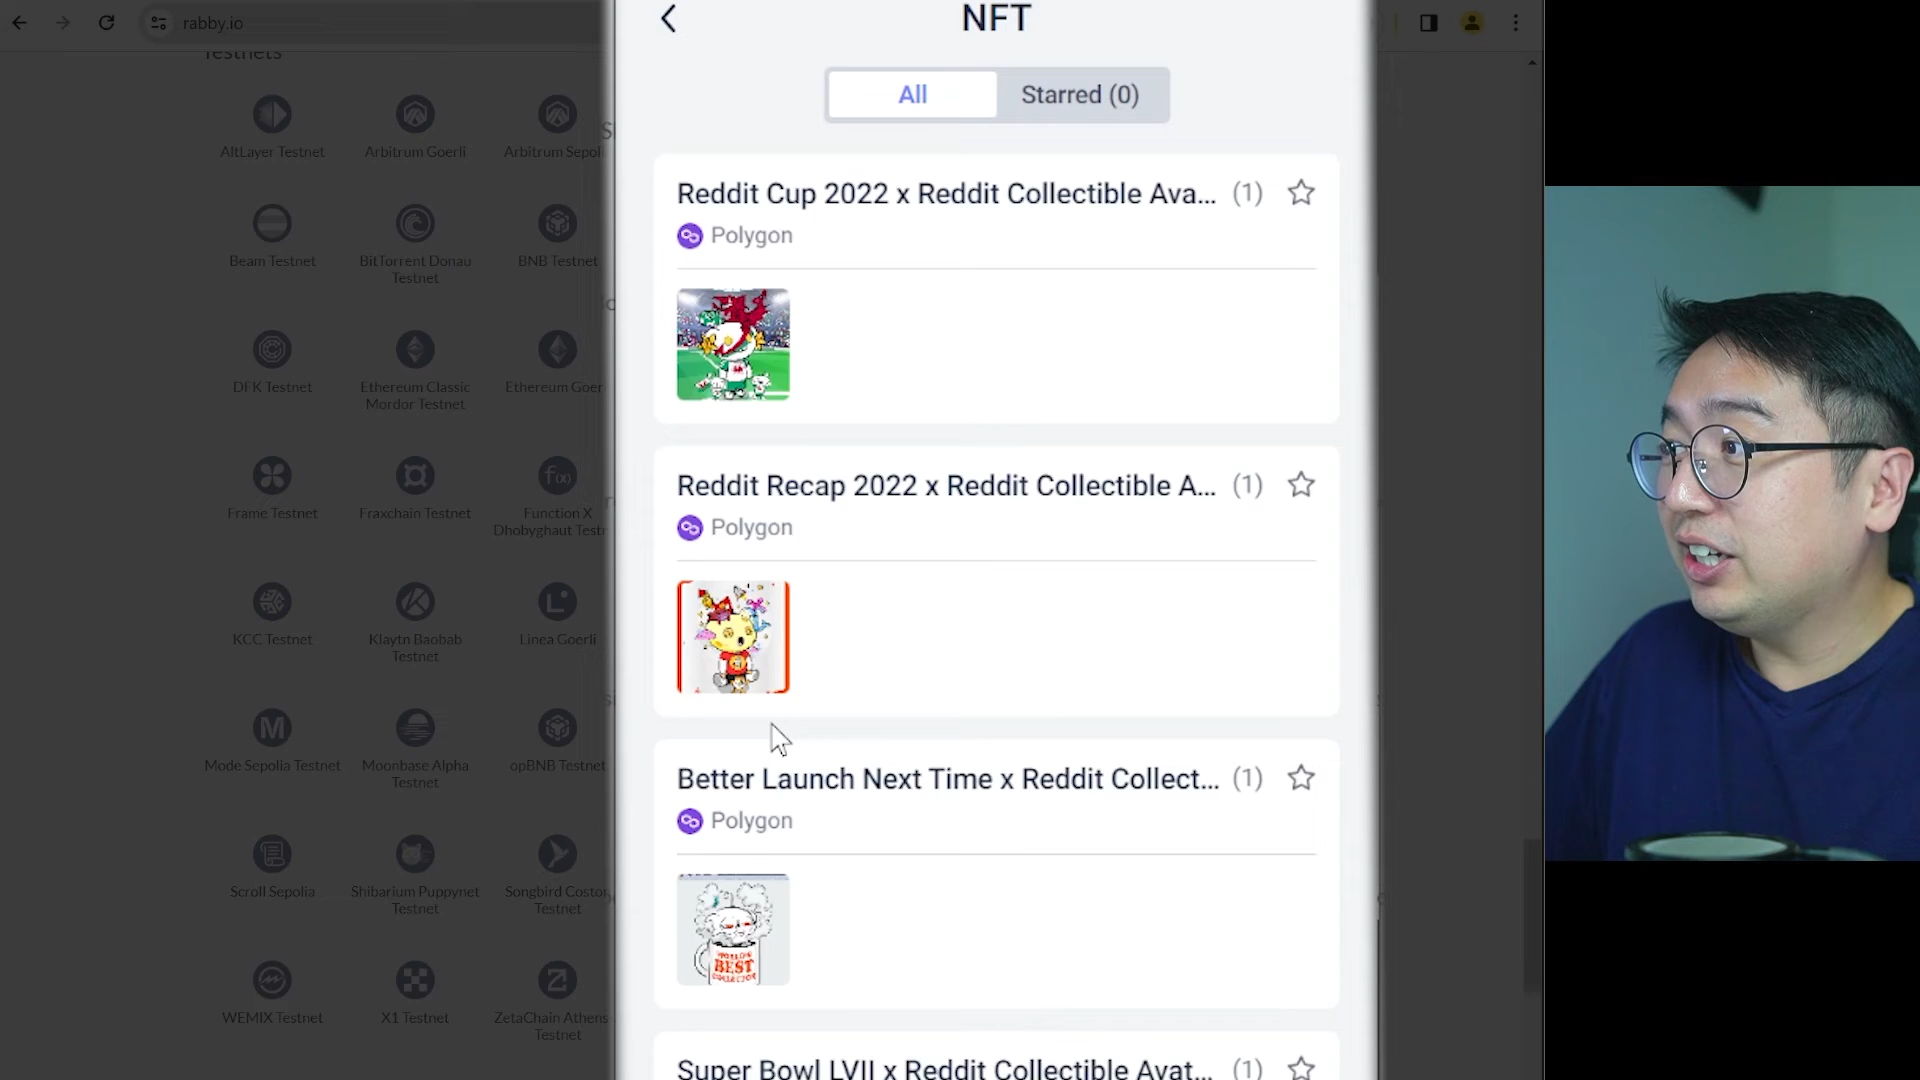 rabby.io
Testnets
AltLayer Testnet
Arbitrum Goerli
Arbitrum Sepoli
Beam Testnet
BitTorrent Donau
Testnet
BNB Testnet
DFK Testnet
Ethereum Classic
Mordor Testnet
Ethereum Goer
Frame Testnet
Fraxchain Testnet
f(x)
Function X
Dhobyghaut Testn
KCC Testnet
Klaytn Baobab
Testnet
Linea Goerli
Mode Sepolia Testnet
Moonbase Alpha
Testnet
opBNB Testnet
Scroll Sepolia
Shibarium Puppynet
Testnet
Songbird Coston
Testnet
WEMIX Testnet
X1 Testnet
ZetaChain Athens
Testnet
NFT
All
Starred (0)
Reddit Cup 2022 x Reddit Collectible Ava... (1)
Polygon
Reddit Recap 2022 x Reddit Collectible A... (1)
Polygon
Better Launch Next Time x Reddit Collect... (1)
Polygon
WORLD'S
BEST
COLLECTOR
Super Bowl LVII x Reddit Collectible Avat... (1)